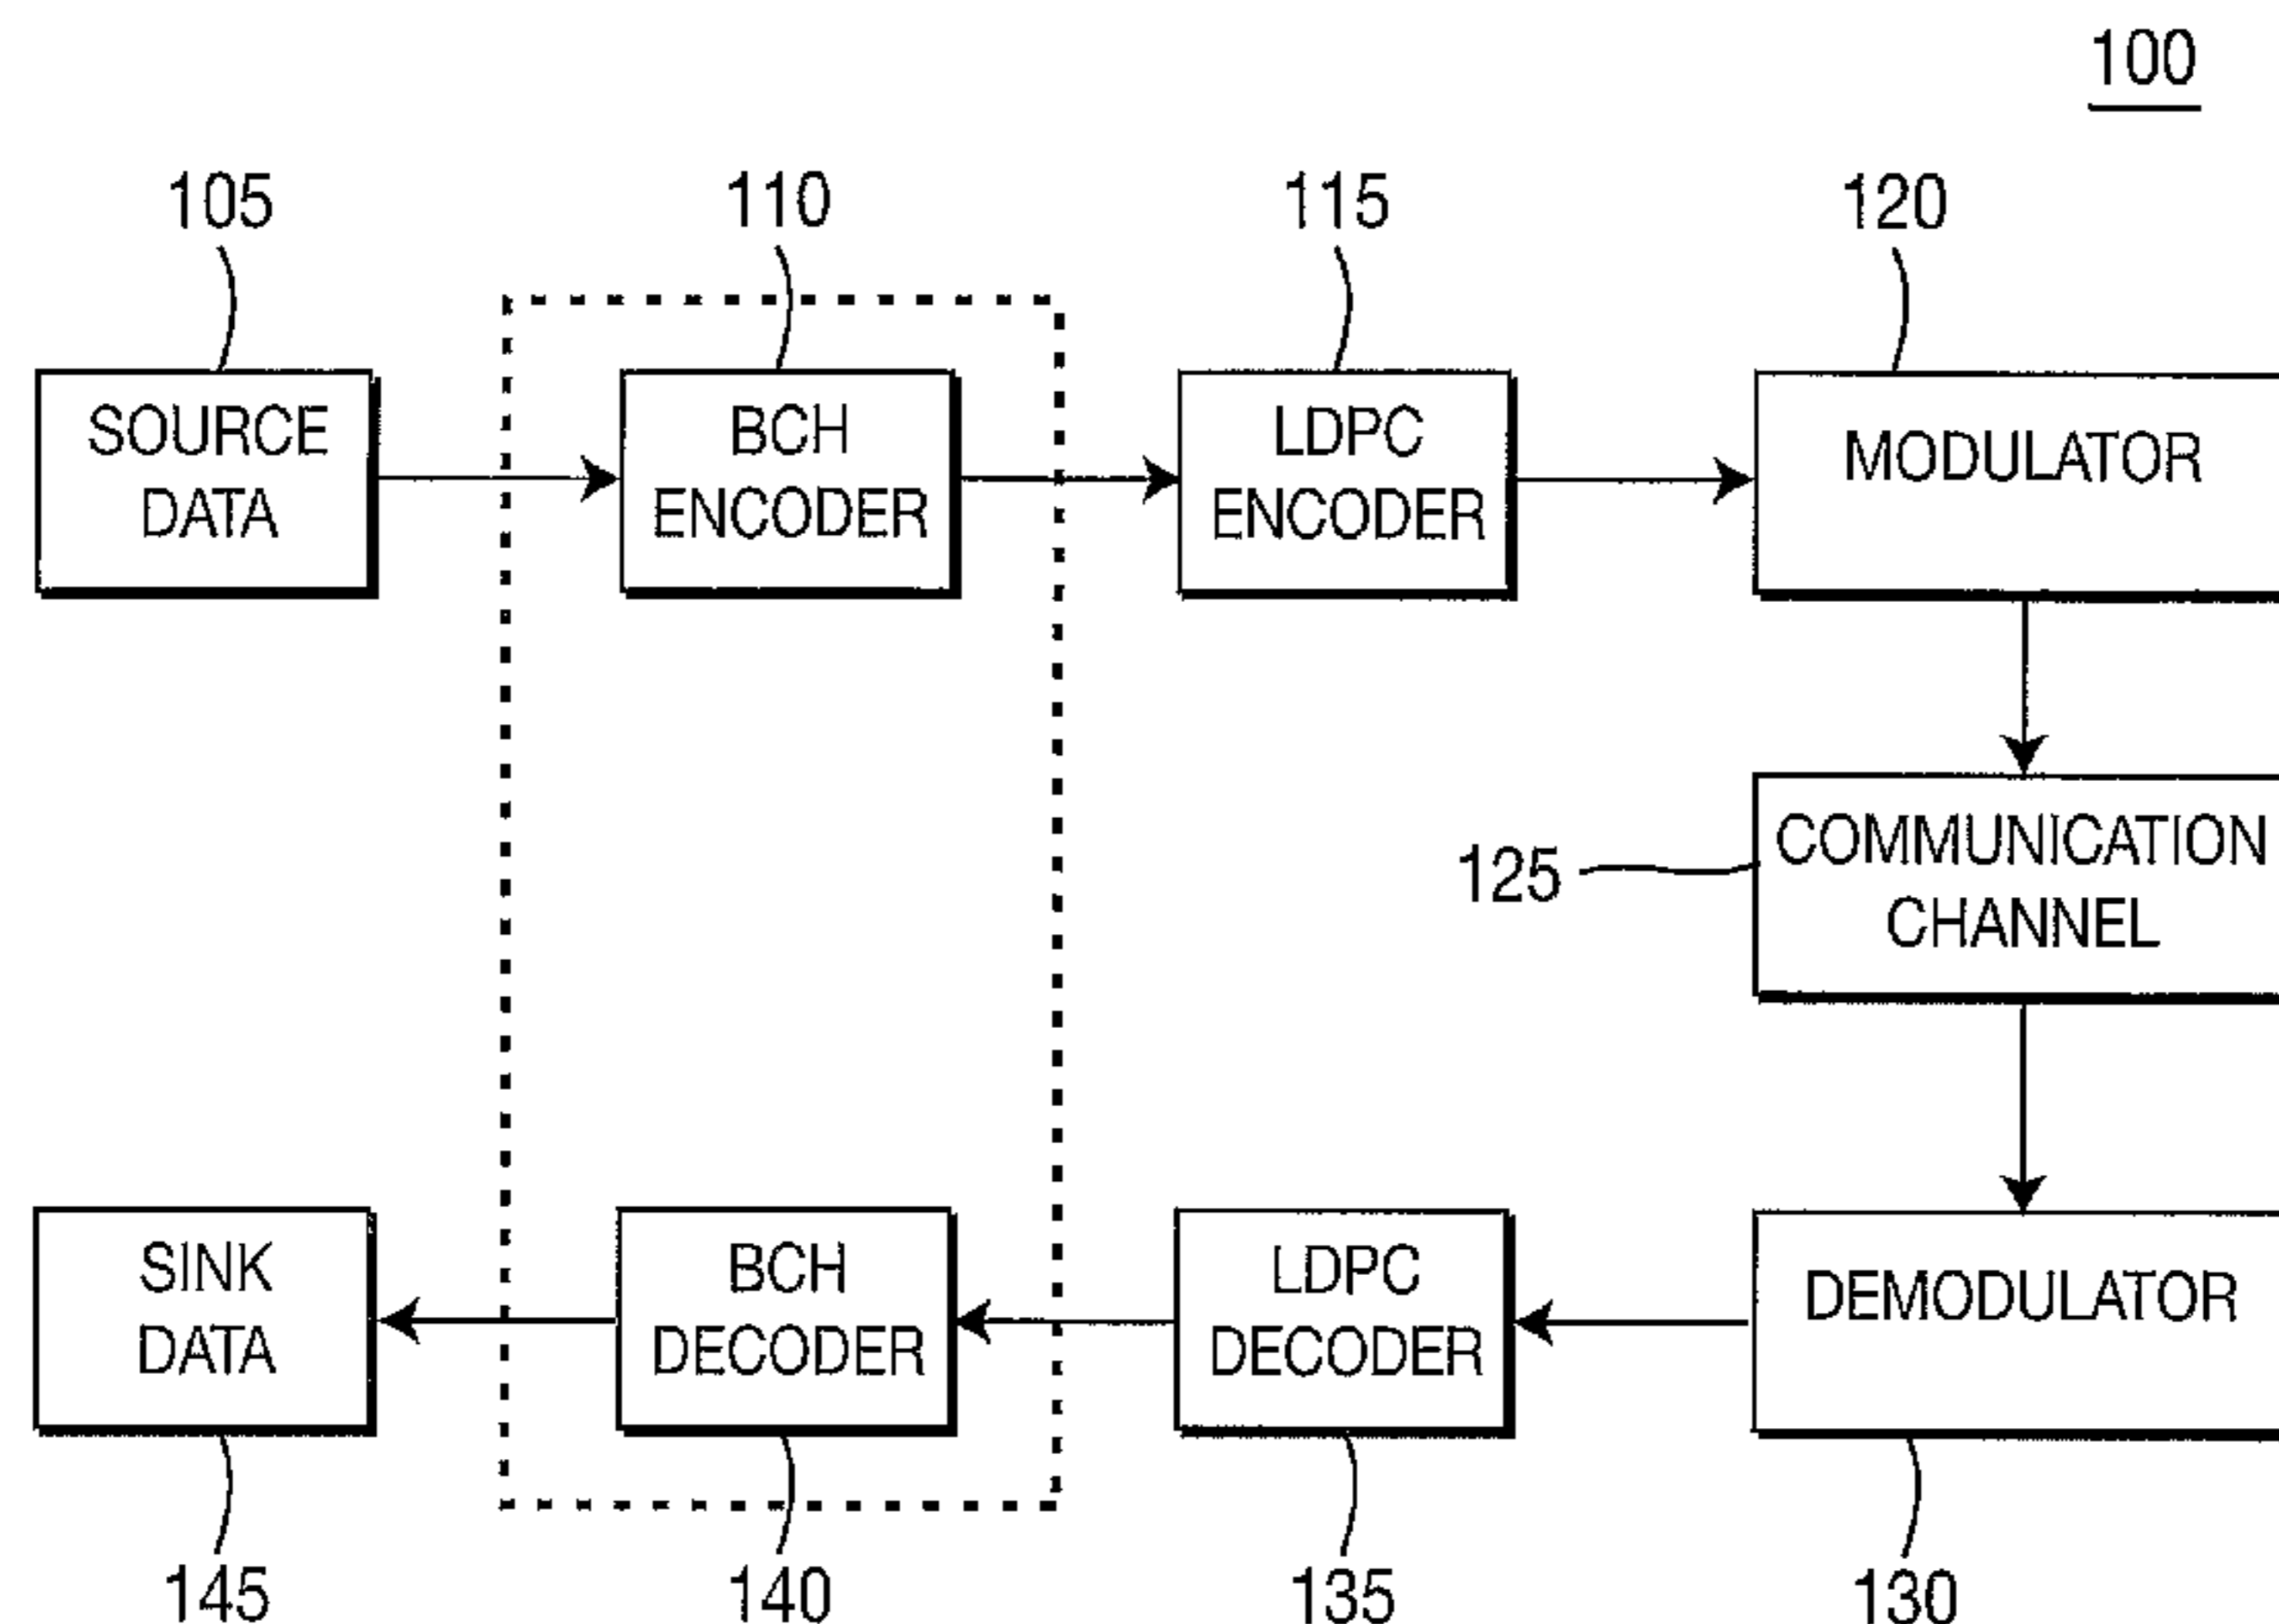 100
105
110
115
120
SOURCE
DATA
BCH
ENCODER
LDPC
ENCODER
MODULATOR
125
COMMUNICATION
CHANNEL
SINK
DATA
BCH
DECODER
LDPC
DECODER
DEMODULATOR
145
140
135
130